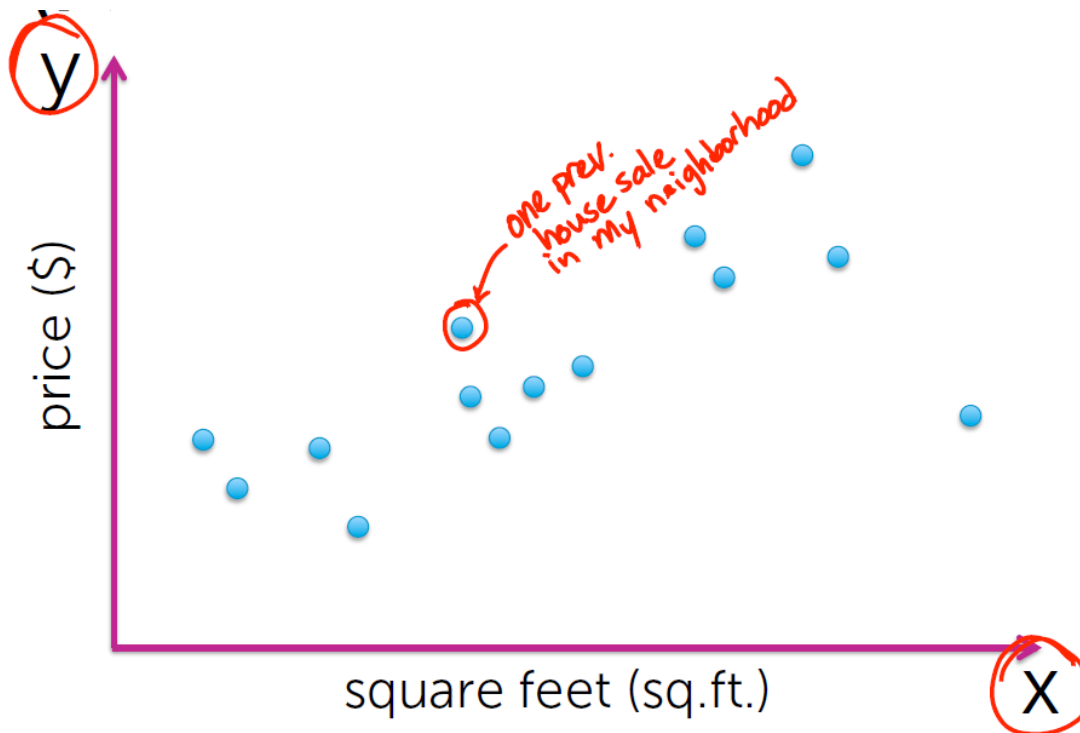 y
price ($)
one prev.
house sale
in my neighborhood
square feet (sq.ft.)
x